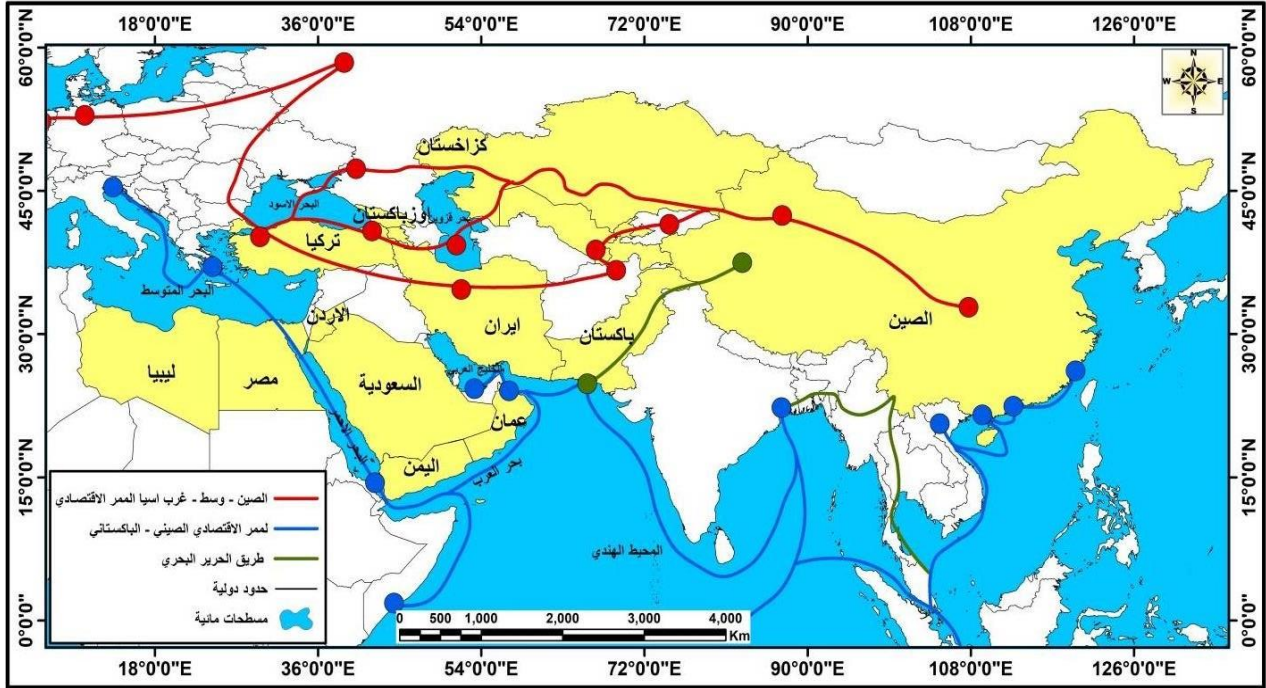 18°0'0"E 36°0'0"E 54°0'0"E 72°0'0"E 90°0'0"E 108°0'0"E 126°0'0"E
60°0'0"N
60°0'0"N
N
W E
S
كزاخستان
45°0'0"N
45°0'0"N
البحر الاسود
اوزباكستان
بحر قزوين
تركيا
البحر المتوسط
الاردن
30°0'0"N
30°0'0"N
ايران
باكستان
الصين
ليبيا
مصر
السعودية
الخليج العربي
عمان
البحر الأحمر
اليمن
بحر العرب
15°0'0"N
15°0'0"N
المحيط الهندي
الصين - وسط - غرب اسيا الممر الاقتصادي
لممر الاقتصادي الصيني - الباكستاني
طريق الحرير البحري
حدود دولية
مسطحات مائية
0°0'0"
0°0'0"
0 500 1,000 2,000 3,000 4,000
Km
18°0'0"E 36°0'0"E 54°0'0"E 72°0'0"E 90°0'0"E 108°0'0"E 126°0'0"E